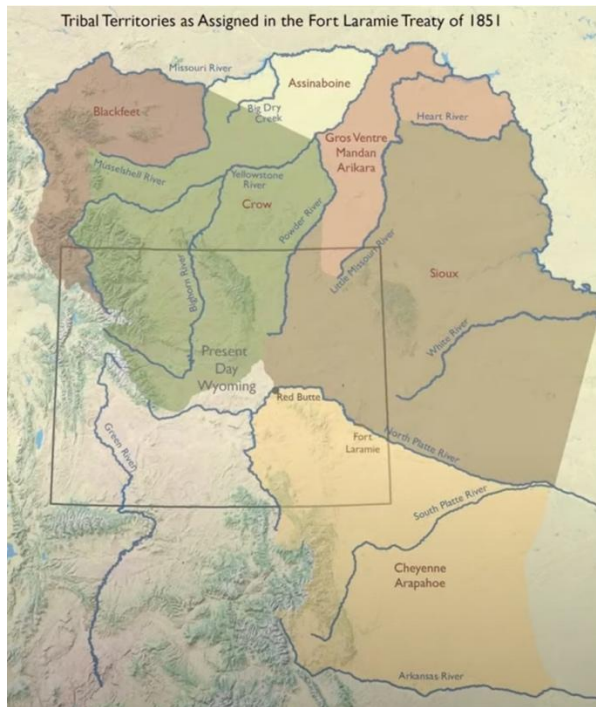 Tribal Territories as Assigned in the Fort Laramie Treaty of 1851
Missouri River
Assinaboine
Blackfeet
Big Dry
Creek
Heart River
Gros Ventre
Mandan
Arikara
Musselshell River
Yellowstone
River
Crow
Powder River
Bighorn River
Little Missouri River
Sioux
White River
Present
Day
Wyoming
Red Butte
Green River
Fort
Laramie
North Platte River
South Platte River
Cheyenne
Arapahoe
Arkansas River